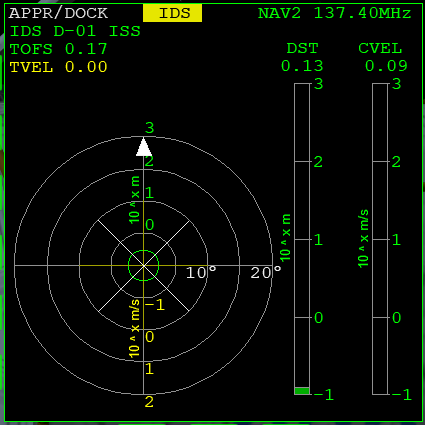 APPR/DOCK IDS NAV2 137.40MHz
IDS D-01 ISS
TOFS 0.17
TVEL 0.00
DST CVEL
0.13 0.09
3 3
3
2 2
2
1
10^x m
0
10^x m 1 10^x m/s 1
10° 20°
-1
10^x m/s
0 0 0
1
2 -1 -1